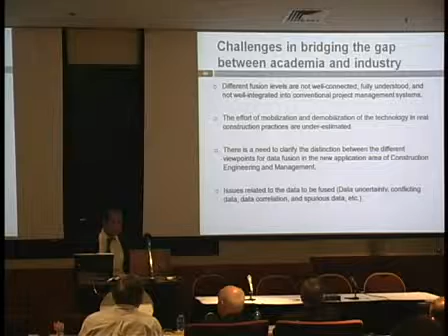 Challenges in bridging the gap
between academia and industry
Different fusion levels are not well connected, fully understood, and
not well integrated into conventional project management systems.
The effort of mobilization and demobilization of the technology in real
construction practices are under-estimated.
There is a need to clarify the distinction between the different
viewpoints for data fusion in the new application area of Construction
Engineering and Management.
Issues related to the data to be fused (Data uncertainty, conflicting
data, data correlation, and spurious data, etc.).